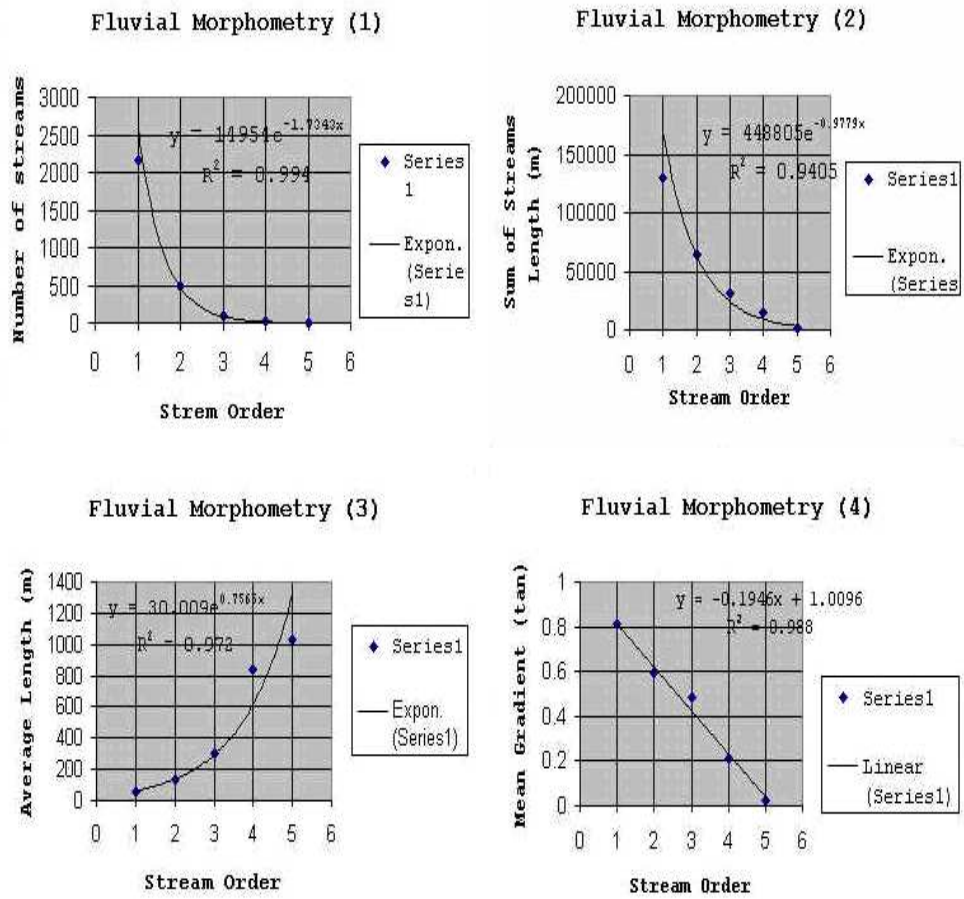 Fluvial Morphometry (1)
Number of streams
3000
2500
2000
1500
1000
500
0
y = 14954e^-1.7343x
R² = 0.994
0 1 2 3 4 5 6
Strem Order
Series
1
Expon.
(Serie
s1)
Fluvial Morphometry (2)
Sum of Streams
Length (m)
200000
150000
100000
50000
0
y = 448805e^-0.9779x
R² = 0.9405
0 1 2 3 4 5 6
Stream Order
Series1
Expon.
(Series
Fluvial Morphometry (3)
Average Length (m)
1400
1200
1000
800
600
400
200
0
y = 30.009e^0.7565x
R² = 0.972
0 1 2 3 4 5 6
Stream Order
Series1
Expon.
(Series1)
Fluvial Morphometry (4)
Mean Gradient (tan)
1
0.8
0.6
0.4
0.2
0
y = -0.1946x + 1.0096
R² = 0.988
0 1 2 3 4 5 6
Stream Order
Series1
Linear
(Series1)